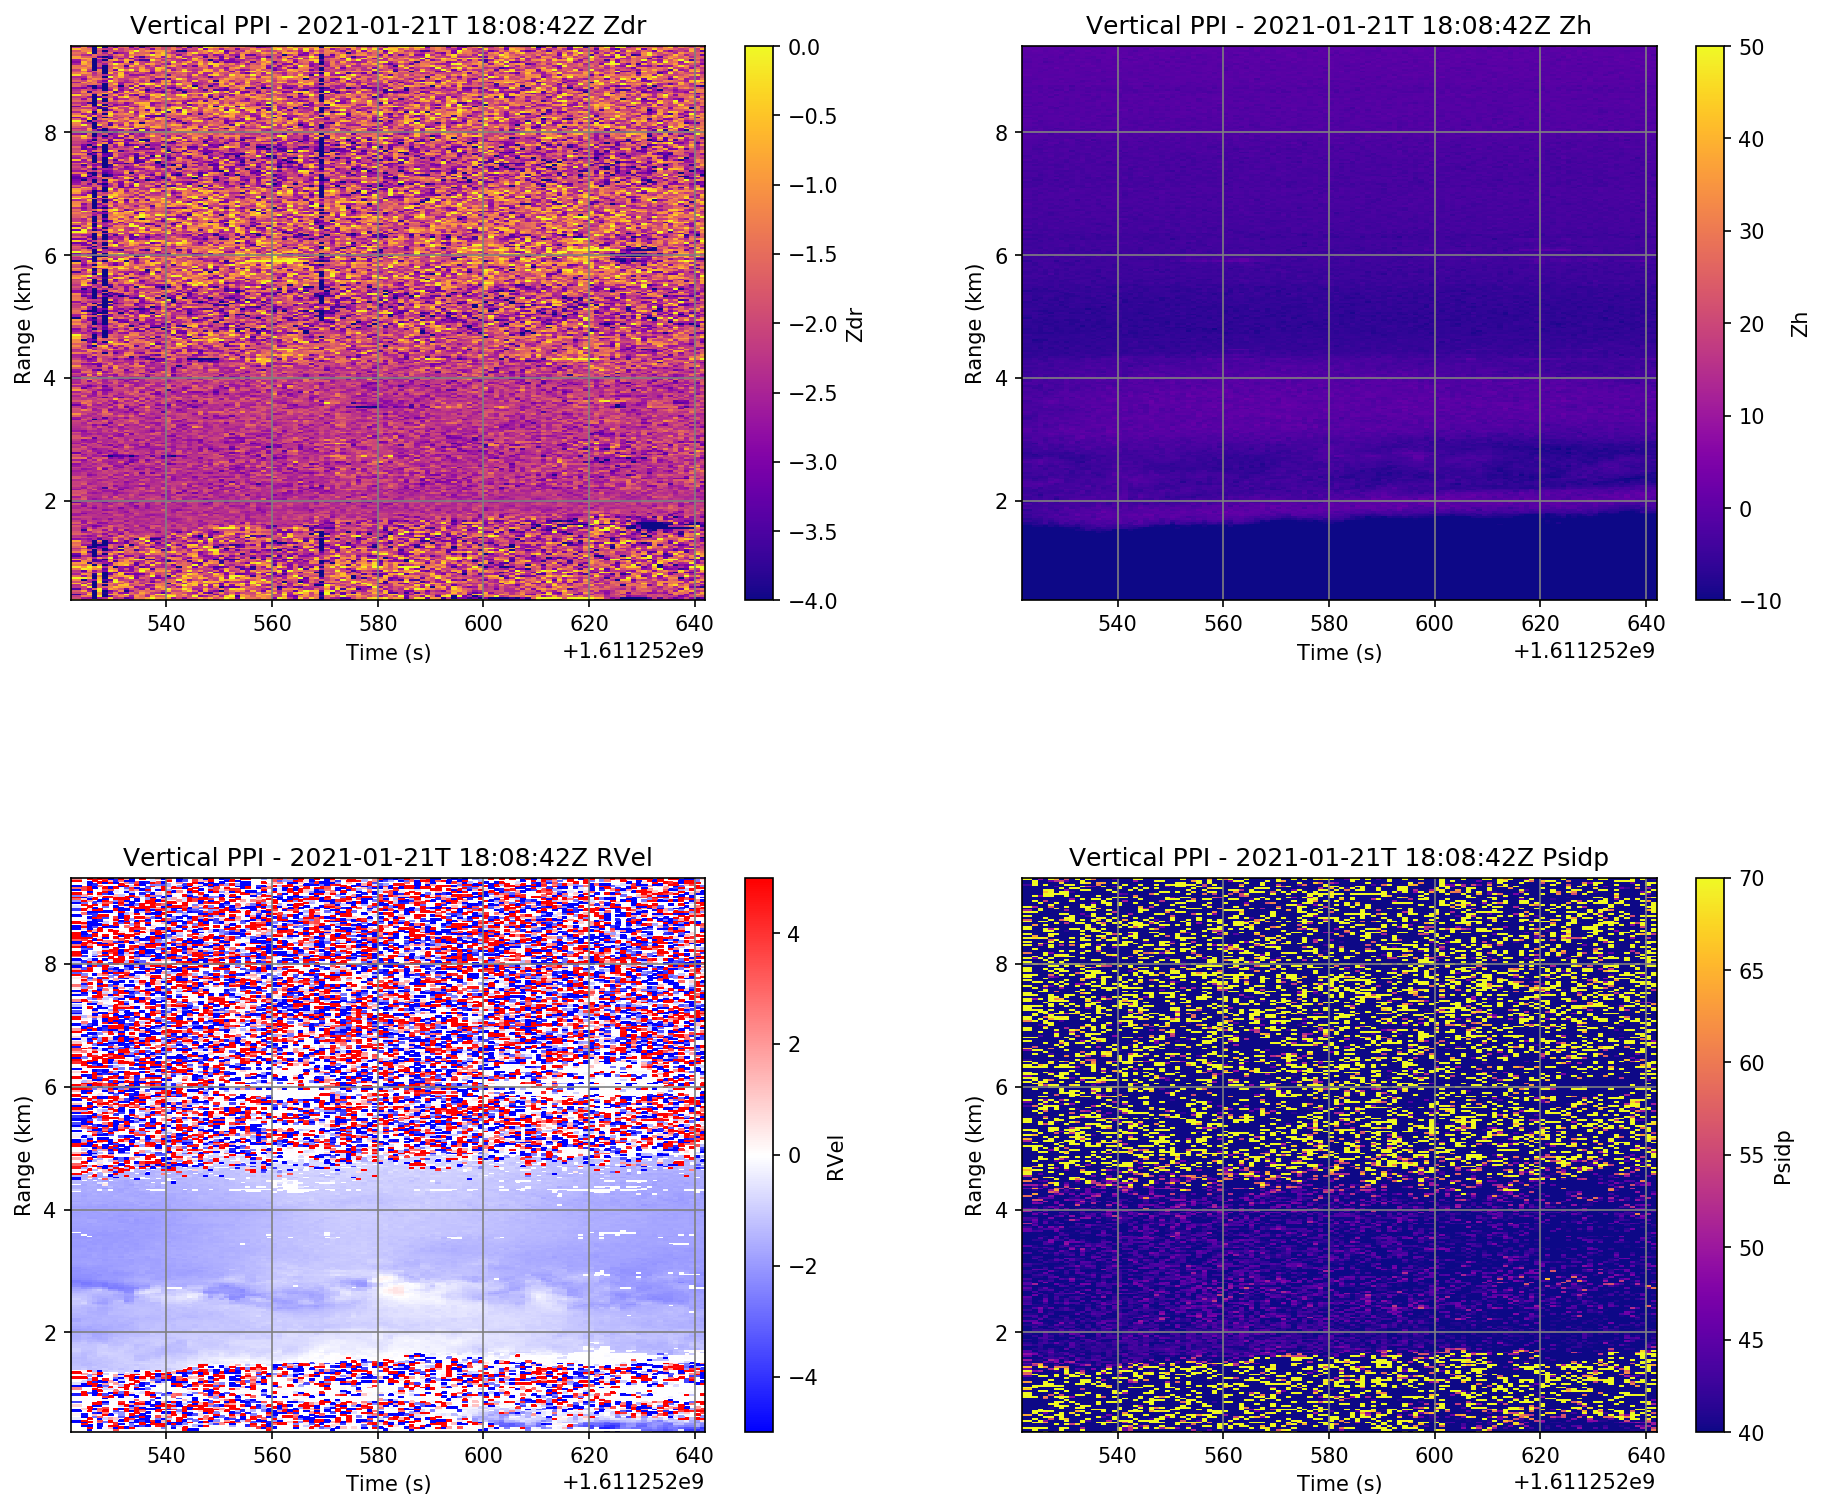 Vertical PPI - 2021-01-21T 18:08:42Z Zdr
8
6
4
2
Range (km)
540 560 580 600 620 640
Time (s)
+1.611252e9
0.0
−0.5
−1.0
−1.5
−2.0
−2.5
−3.0
−3.5
−4.0
Zdr
Vertical PPI - 2021-01-21T 18:08:42Z Zh
8
6
4
2
Range (km)
540 560 580 600 620 640
Time (s)
+1.611252e9
50
40
30
20
10
0
−10
Zh
Vertical PPI - 2021-01-21T 18:08:42Z RVel
8
6
4
2
Range (km)
540 560 580 600 620 640
Time (s)
+1.611252e9
4
2
0
−2
−4
RVel
Vertical PPI - 2021-01-21T 18:08:42Z Psidp
8
6
4
2
Range (km)
540 560 580 600 620 640
Time (s)
+1.611252e9
70
65
60
55
50
45
40
Psidp